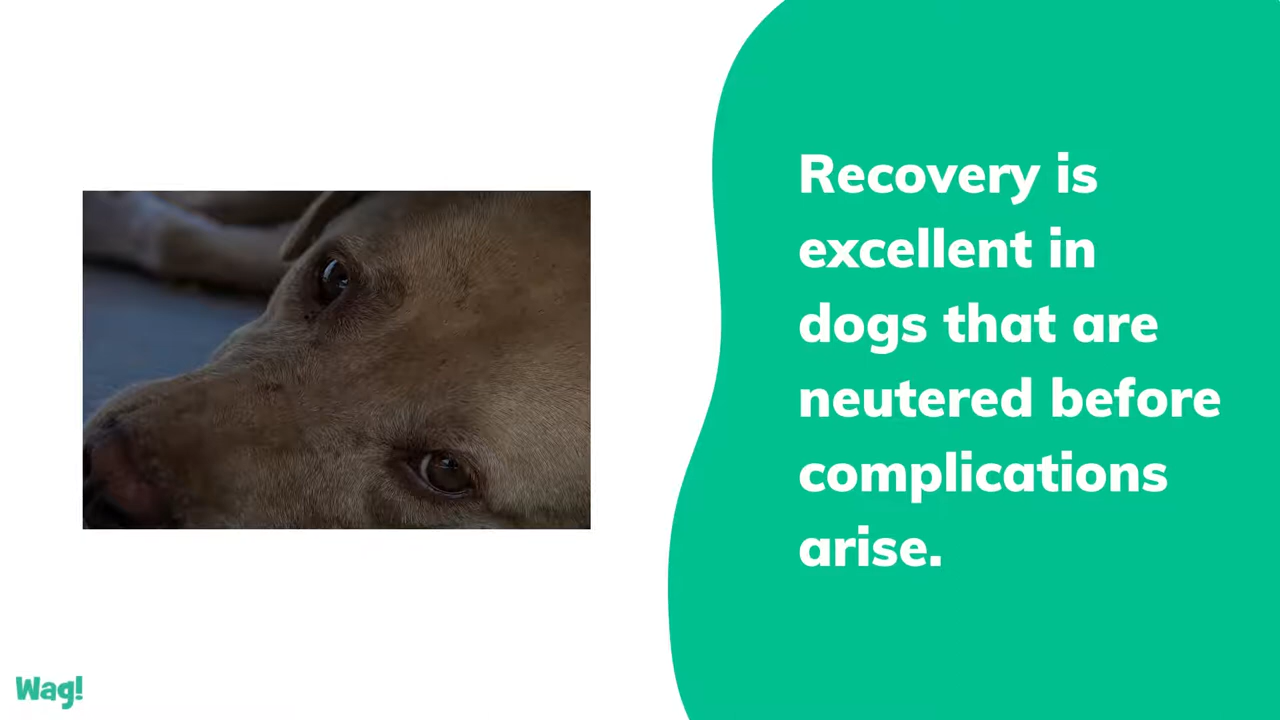 Recovery is
excellent in
dogs that are
neutered before
complications
arise.
Wag!